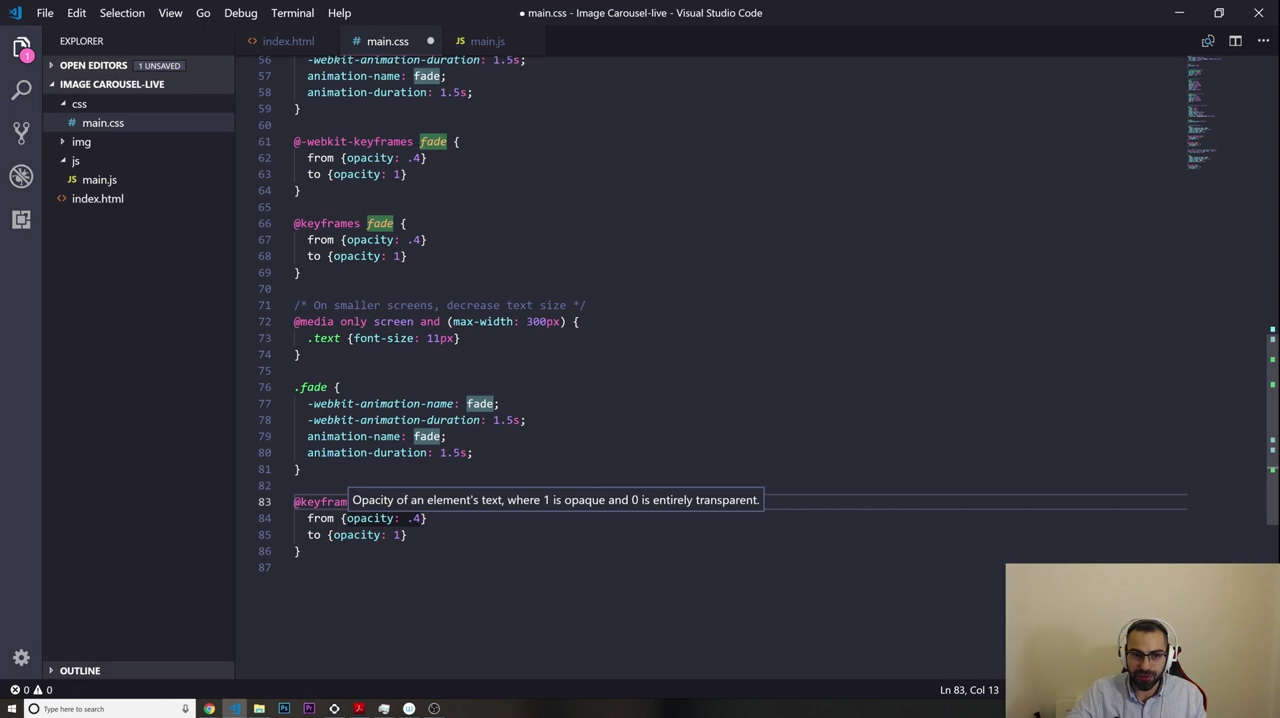 File Edit Selection View Go Debug Terminal Help
● main.css - Image Carousel-live - Visual Studio Code
EXPLORER
OPEN EDITORS 1 UNSAVED
IMAGE CAROUSEL-LIVE
css
# main.css
img
js
JS main.js
<> index.html
OUTLINE
1
<> index.html # main.css ● JS main.js
56 -webkit-animation-duration: 1.5s;
57 animation-name: fade;
58 animation-duration: 1.5s;
59 }
60
61 @-webkit-keyframes fade {
62 from {opacity: .4}
63 to {opacity: 1}
64 }
65
66 @keyframes fade {
67 from {opacity: .4}
68 to {opacity: 1}
69 }
70
71 /* On smaller screens, decrease text size */
72 @media only screen and (max-width: 300px) {
73 .text {font-size: 11px}
74 }
75
76 .fade {
77 -webkit-animation-name: fade;
78 -webkit-animation-duration: 1.5s;
79 animation-name: fade;
80 animation-duration: 1.5s;
81 }
82
83 @keyfram
Opacity of an element's text, where 1 is opaque and 0 is entirely transparent.
84 from {opacity: .4}
85 to {opacity: 1}
86 }
87
0 0 Ln 83, Col 13
Type here to search